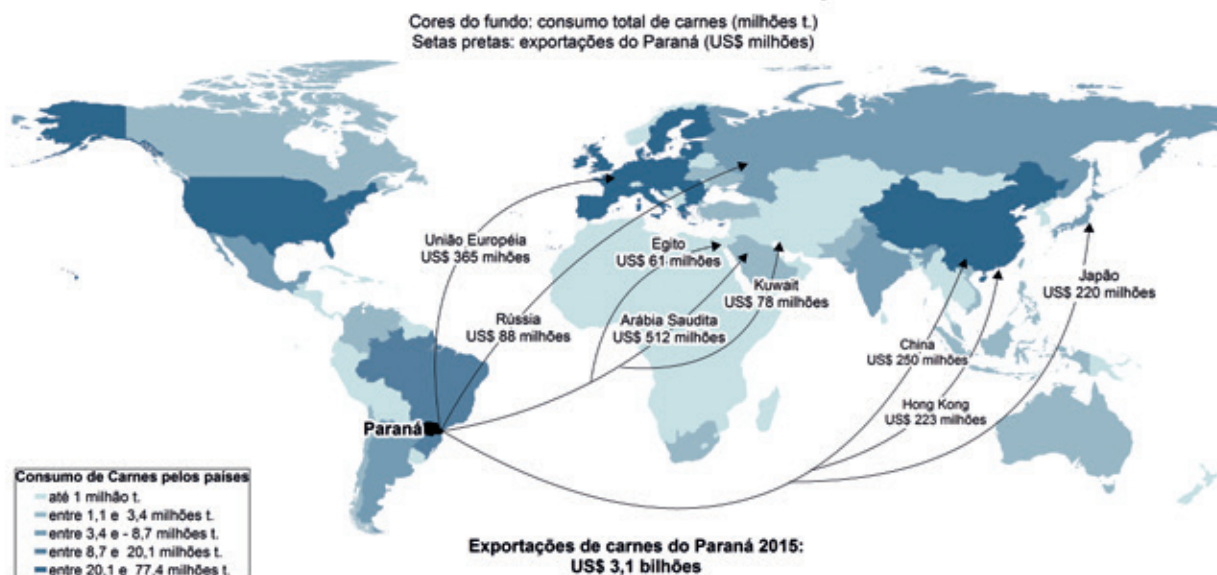 Cores do fundo: consumo total de carnes (milhões t.)
Setas pretas: exportações do Paraná (US$ milhões)
União Européia
US$ 365 mihões
Rússia
US$ 88 milhões
Egito
US$ 61 milhões
Arábia Saudita
US$ 512 milhões
Kuwait
US$ 78 milhões
China
US$ 250 milhões
Hong Kong
US$ 223 milhões
Japão
US$ 220 milhões
Paraná
Consumo de Carnes pelos países
até 1 milhão t.
entre 1,1 e 3,4 milhões t.
entre 3,4 e - 8,7 milhões t.
entre 8,7 e 20,1 milhões t.
entre 20,1 e 77,4 milhões t.
Exportações de carnes do Paraná 2015:
US$ 3,1 bilhões